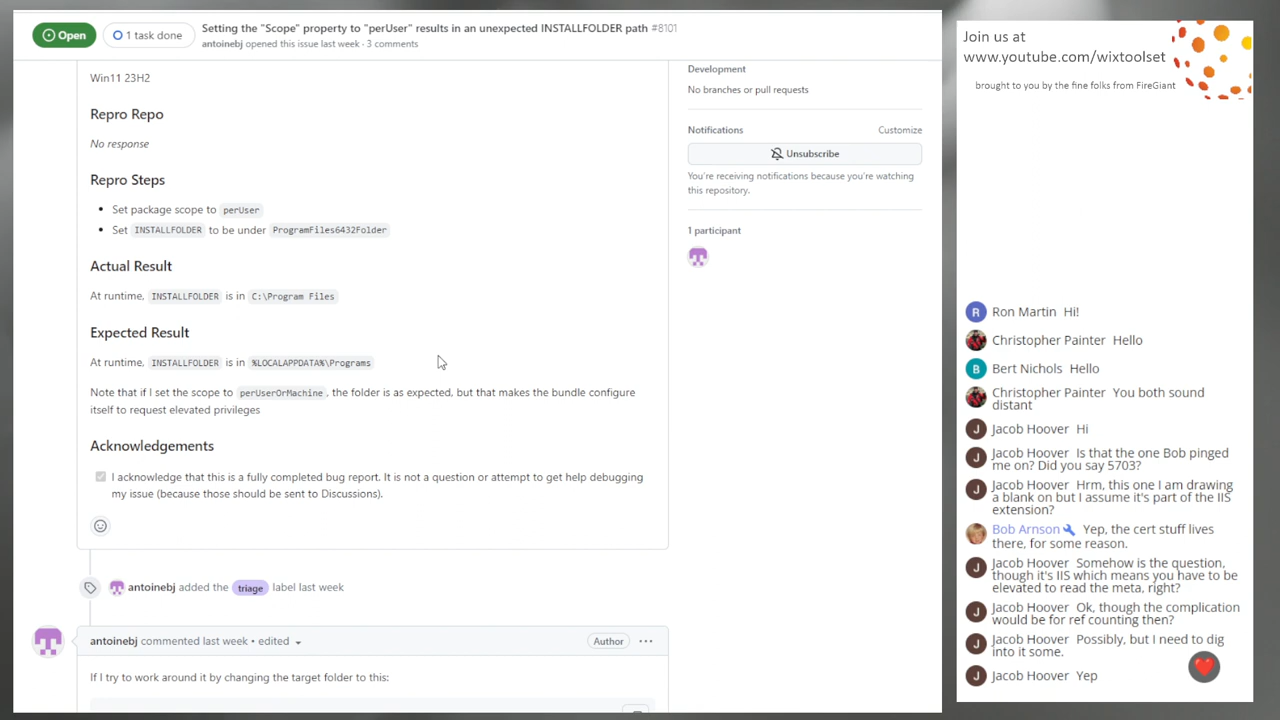 Open
1 task done
Setting the "Scope" property to "perUser" results in an unexpected INSTALLFOLDER path #8101
antoinebj opened this issue last week · 3 comments
Win11 23H2
Repro Repo
No response
Repro Steps
Set package scope to perUser
Set INSTALLFOLDER to be under ProgramFiles6432Folder
Actual Result
At runtime, INSTALLFOLDER is in C:\Program Files
Expected Result
At runtime, INSTALLFOLDER is in %LOCALAPPDATA%\Programs
Note that if I set the scope to perUserOrMachine, the folder is as expected, but that makes the bundle configure
itself to request elevated privileges
Acknowledgements
I acknowledge that this is a fully completed bug report. It is not a question or attempt to get help debugging
my issue (because those should be sent to Discussions).
antoinebj added the triage label last week
antoinebj commented last week • edited
Author
If I try to work around it by changing the target folder to this:
Development
No branches or pull requests
Notifications
Customize
Unsubscribe
You're receiving notifications because you're watching
this repository.
1 participant
Join us at
www.youtube.com/wixtoolset
brought to you by the fine folks from FireGiant
R Ron Martin Hi!
Christopher Painter Hello
B Bert Nichols Hello
Christopher Painter You both sound
distant
J Jacob Hoover Hi
J Jacob Hoover Is that the one Bob pinged
me on? Did you say 5703?
J Jacob Hoover Hrm, this one I am drawing
a blank on but I assume it's part of the IIS
extension?
Bob Arnson Yep, the cert stuff lives
there, for some reason.
J Jacob Hoover Somehow is the question,
though it's IIS which means you have to be
elevated to read the meta, right?
J Jacob Hoover Ok, though the complication
would be for ref counting then?
J Jacob Hoover Possibly, but I need to dig
into it some.
J Jacob Hoover Yep